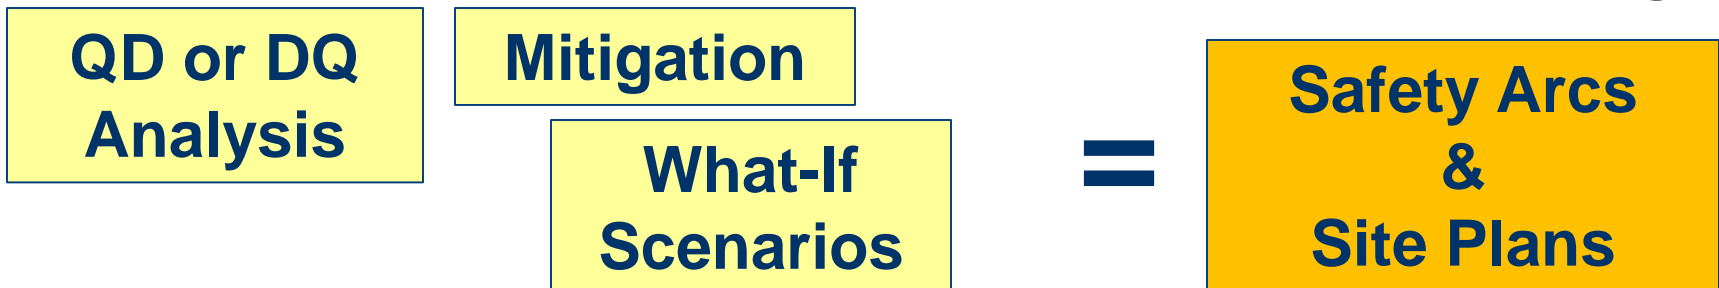 QD or DQ
Analysis
Mitigation
What-If
Scenarios
=
Safety Arcs
&
Site Plans